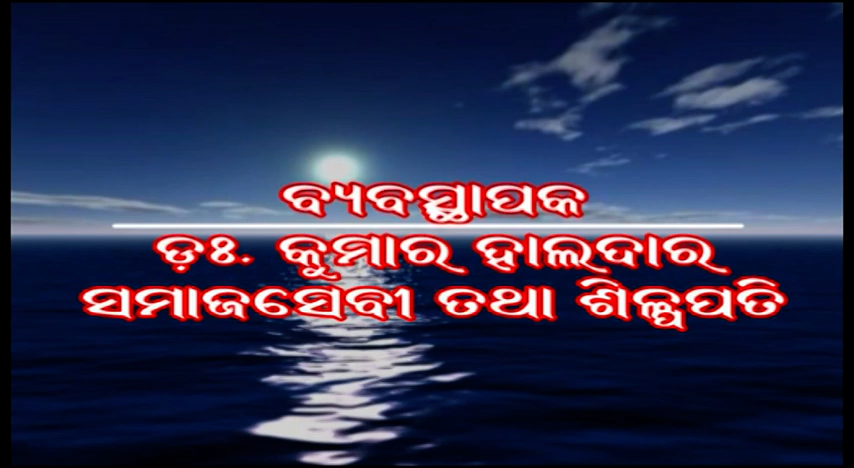 ବ୍ୟବସ୍ଥାପକ
ଡ଼ଃ. କୁମାର ହାଲଦାର
ସମାଜସେବୀ ତଥା ଶିଳ୍ପପତି